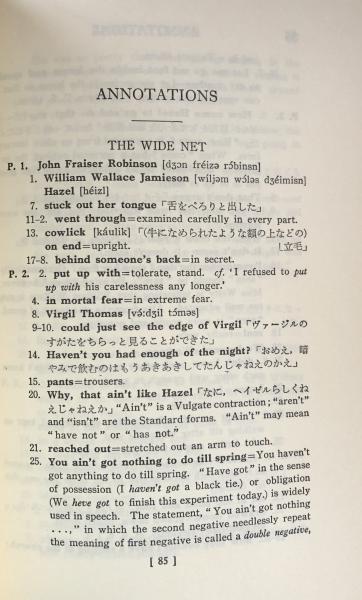 ANNOTATIONS
THE WIDE NET
P. 1. John Fraiser Robinson [dʒɔn fréizə rɔ́binsn]
1. William Wallace Jamieson [wíljəm wɔ́ləs dʒéimisn]
Hazel [héizl]
7. stuck out her tongue「舌をぺろりと出した」
11-2. went through=examined carefully in every part.
13. cowlick [káulik]「(牛になめられたような額の上などの)
on end=upright. 立毛」
17-8. behind someone's back=in secret.
P. 2. 2. put up with=tolerate, stand. cf. 'I refused to put
up with his carelessness any longer.'
4. in mortal fear=in extreme fear.
8. Virgil Thomas [və́:dʒil tɔ́məs]
9-10. could just see the edge of Virgil「ヴァージルの
すがたをちらっと見ることができた」
14. Haven't you had enough of the night?「おめえ, 暗
やみで飲むのはもうあきあきしてたんじゃねえのかえ」
15. pants=trousers.
20. Why, that ain't like Hazel「なに, ヘイゼルらしくね
えじゃねえか」 "Ain't" is a Vulgate contraction; "aren't"
and "isn't" are the Standard forms. "Ain't" may mean
"have not" or "has not."
21. reached out=stretched out an arm to touch.
25. You ain't got nothing to do till spring=You haven't
got anything to do till spring. "Have got" in the sense
of possession (I haven't got a black tie.) or obligation
(We heve got to finish this experiment today.) is widely
used in speech. The statement, "You ain't got nothing
...," in which the second negative needlessly repeat
the meaning of first negative is called a double negative,
[ 85 ]